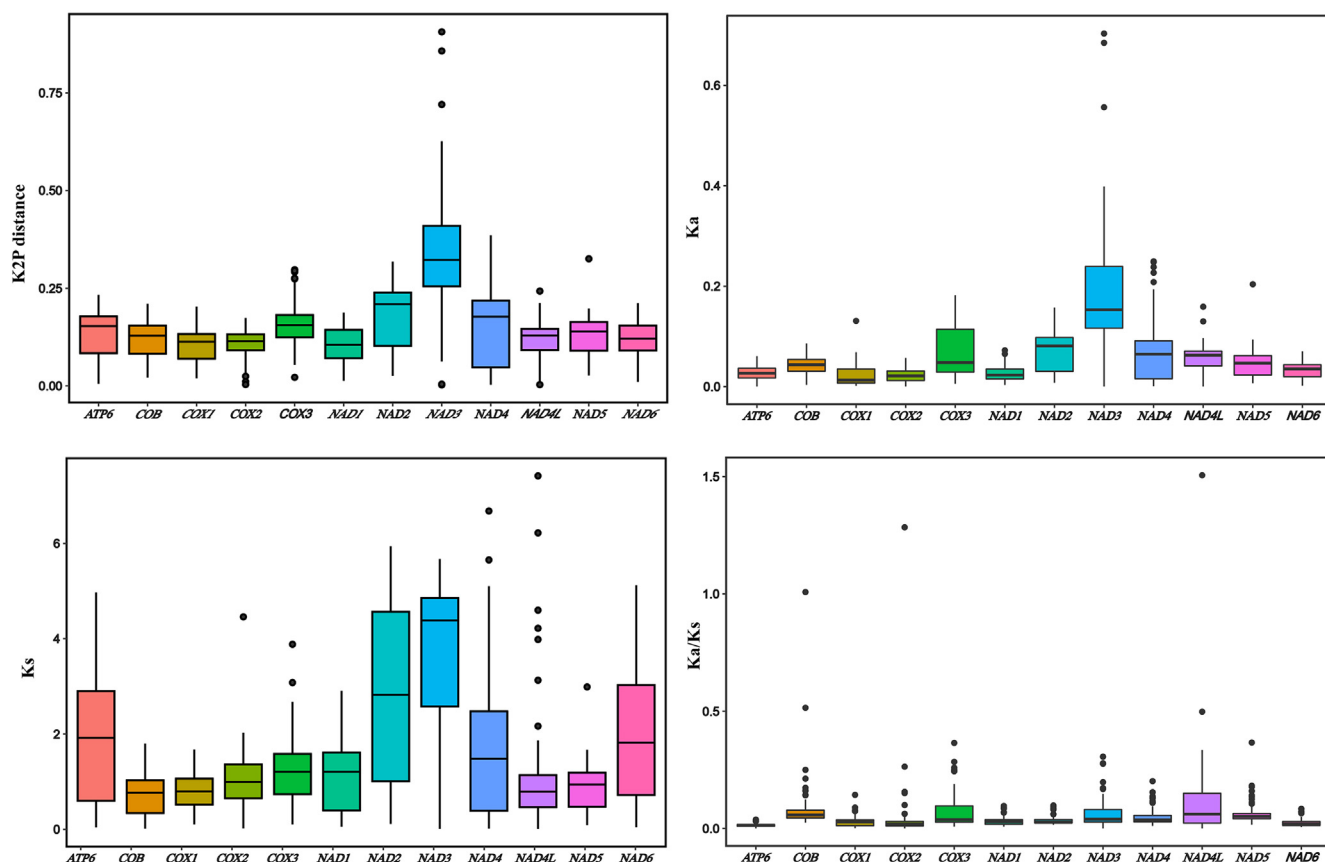 K2P distance
0.75
0.50
0.25
0.00
ATP6 COB COX1 COX2 COX3 NAD1 NAD2 NAD3 NAD4 NAD4L NAD5 NAD6
Ka
0.6
0.4
0.2
0.0
ATP6 COB COX1 COX2 COX3 NAD1 NAD2 NAD3 NAD4 NAD4L NAD5 NAD6
Ks
6
4
2
0
ATP6 COB COX1 COX2 COX3 NAD1 NAD2 NAD3 NAD4 NAD4L NAD5 NAD6
Ka/Ks
1.5
1.0
0.5
0.0
ATP6 COB COX1 COX2 COX3 NAD1 NAD2 NAD3 NAD4 NAD4L NAD5 NAD6